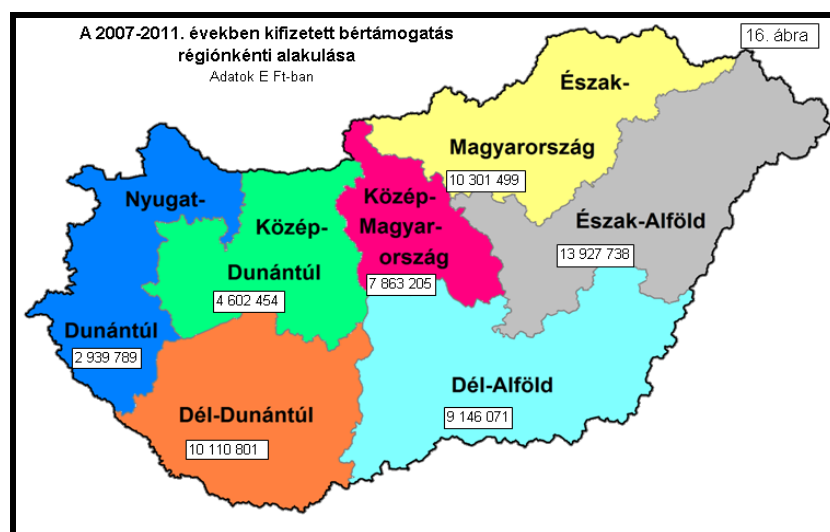 A 2007-2011. években kifizetett bértámogatás
régiónkénti alakulása
Adatok E Ft-ban
16. ábra
Észak-
Magyarország
10 301 499
Nyugat-
Dunántúl
2 939 789
Közép-
Dunántúl
4 602 454
Közép-
Magyar-
ország
7 863 205
Észak-Alföld
13 927 738
Dél-Dunántúl
10 110 801
Dél-Alföld
9 146 071